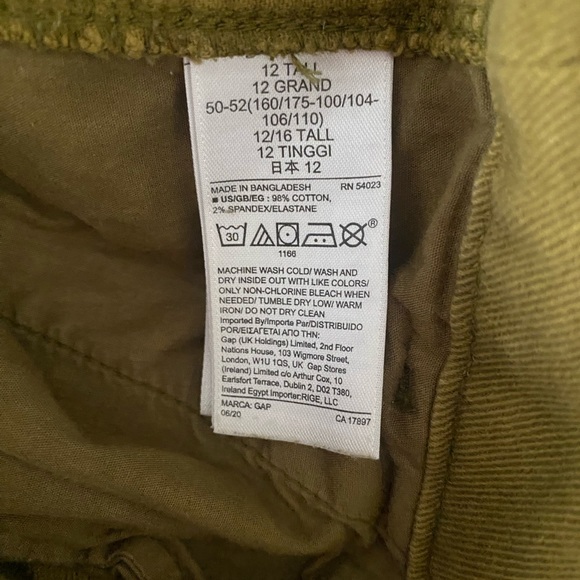 12 TALL
12 GRAND
50-52(160/175-100/104-
106/110)
12/16 TALL
12 TINGGI
日本 12
MADE IN BANGLADESH RN 54023
■ US/GB/EG : 98% COTTON,
2% SPANDEX/ELASTANE
30 ®
1166
MACHINE WASH COLD/ WASH AND
DRY INSIDE OUT WITH LIKE COLORS/
ONLY NON-CHLORINE BLEACH WHEN
NEEDED/ TUMBLE DRY LOW/ WARM
IRON/ DO NOT DRY CLEAN
Imported By/Importe Par/DISTRIBUIDO
POR/ΕΙΣΑΓΕΤΑΙ ΑΠΟ ΤΗΝ:
Gap (UK Holdings) Limited, 2nd Floor
Nations House, 103 Wigmore Street,
London, W1U 1QS, UK Gap Stores
(Ireland) Limited c/o Arthur Cox, 10
Earlsfort Terrace, Dublin 2, D02 T380,
Ireland Egypt Importer:RIGE, LLC
MARCA: GAP
06/20 CA 17897